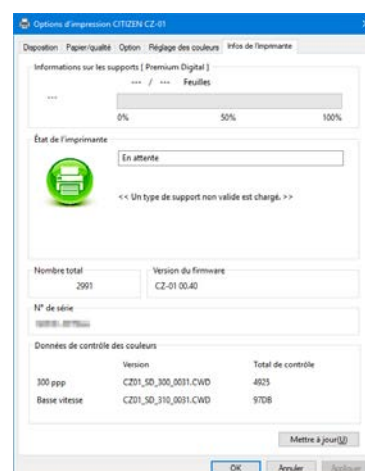 Options d'impression CITIZEN CZ-01
Disposition Papier/qualité Option Réglage des couleurs Infos de l'imprimante
Informations sur les supports [ Premium Digital ]
--- / --- Feuilles
---
0% 50% 100%
État de l'imprimante
En attente
<< Un type de support non valide est chargé. >>
Nombre total Version du firmware
2991 CZ-01 00.40
N° de série
Données de contrôle des couleurs
Version Total de contrôle
300 ppp CZ01_SD_300_0031.CWD 4925
Basse vitesse CZ01_SD_310_0031.CWD 97DB
Mettre à jour(U)
OK Annuler Appliquer